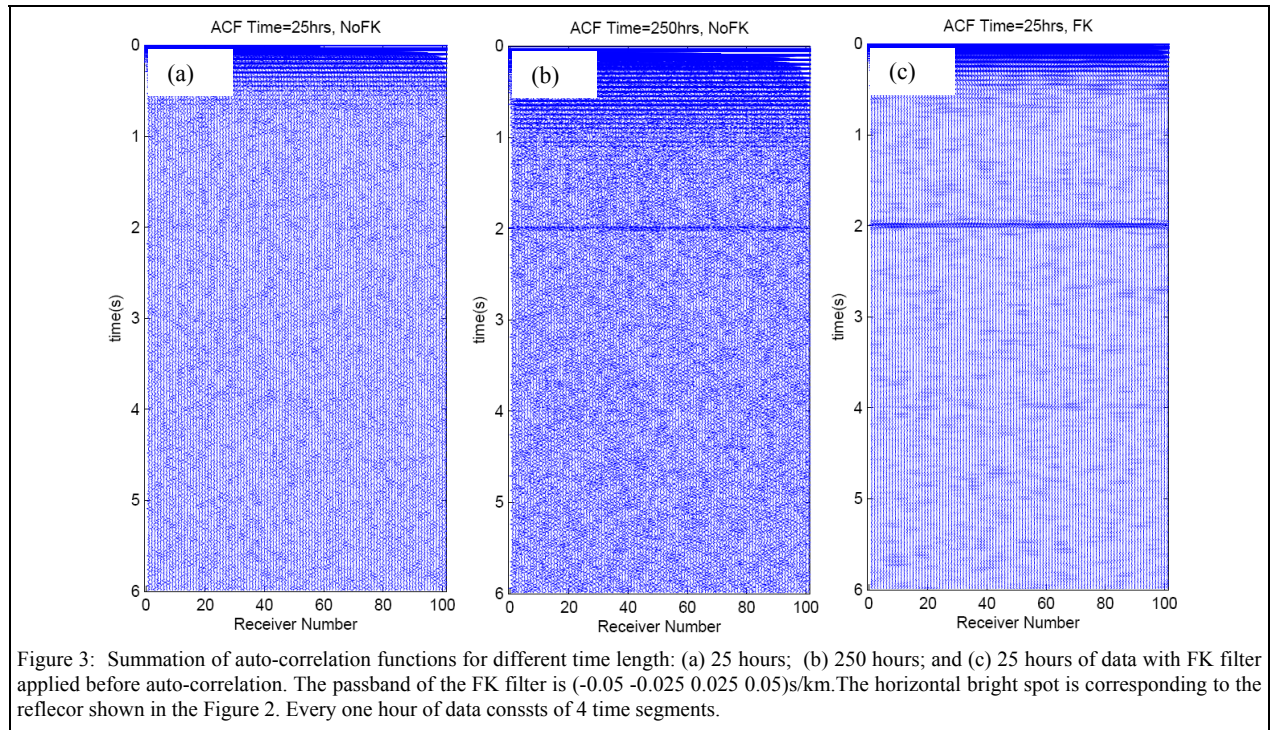 ACF Time=25hrs, NoFK
(a)
0
1
2
3
4
5
6
time(s)
0 20 40 60 80 100
Receiver Number
ACF Time=250hrs, NoFK
(b)
0
1
2
3
4
5
6
time(s)
0 20 40 60 80 100
Receiver Number
ACF Time=25hrs, FK
(c)
0
1
2
3
4
5
6
time(s)
0 20 40 60 80 100
Receiver Number
Figure 3: Summation of auto-correlation functions for different time length: (a) 25 hours; (b) 250 hours; and (c) 25 hours of data with FK filter
applied before auto-correlation. The passband of the FK filter is (-0.05 -0.025 0.025 0.05)s/km.The horizontal bright spot is corresponding to the
reflecor shown in the Figure 2. Every one hour of data conssts of 4 time segments.